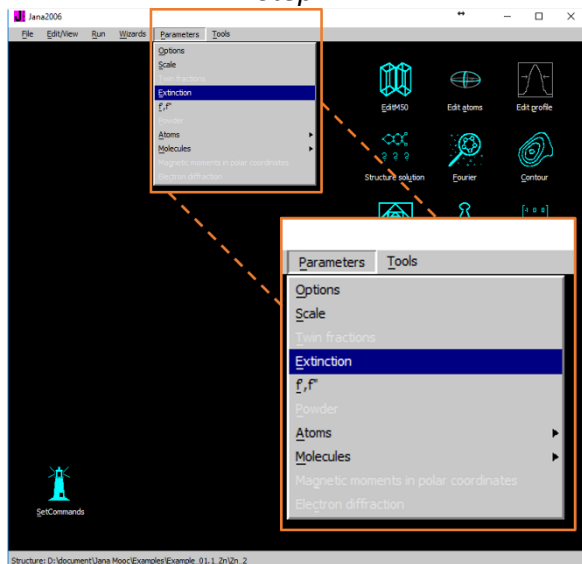 Step
Jana2006
File Edit/View Run Wizards Parameters Tools
Options
Scale
Twin fractions
Extinction
f',f"
Powder
Atoms
Molecules
Magnetic moments in polar coordinates
Electron diffraction
EditM50 Edit atoms Edit profile
Structure solution Fourier Contour
Parameters Tools
Options
Scale
Twin fractions
Extinction
f',f"
Powder
Atoms
Molecules
Magnetic moments in polar coordinates
Electron diffraction
SetCommands
Structure: D:\document\Jana Mooc\Examples\Example_01.1_Zn\Zn_2